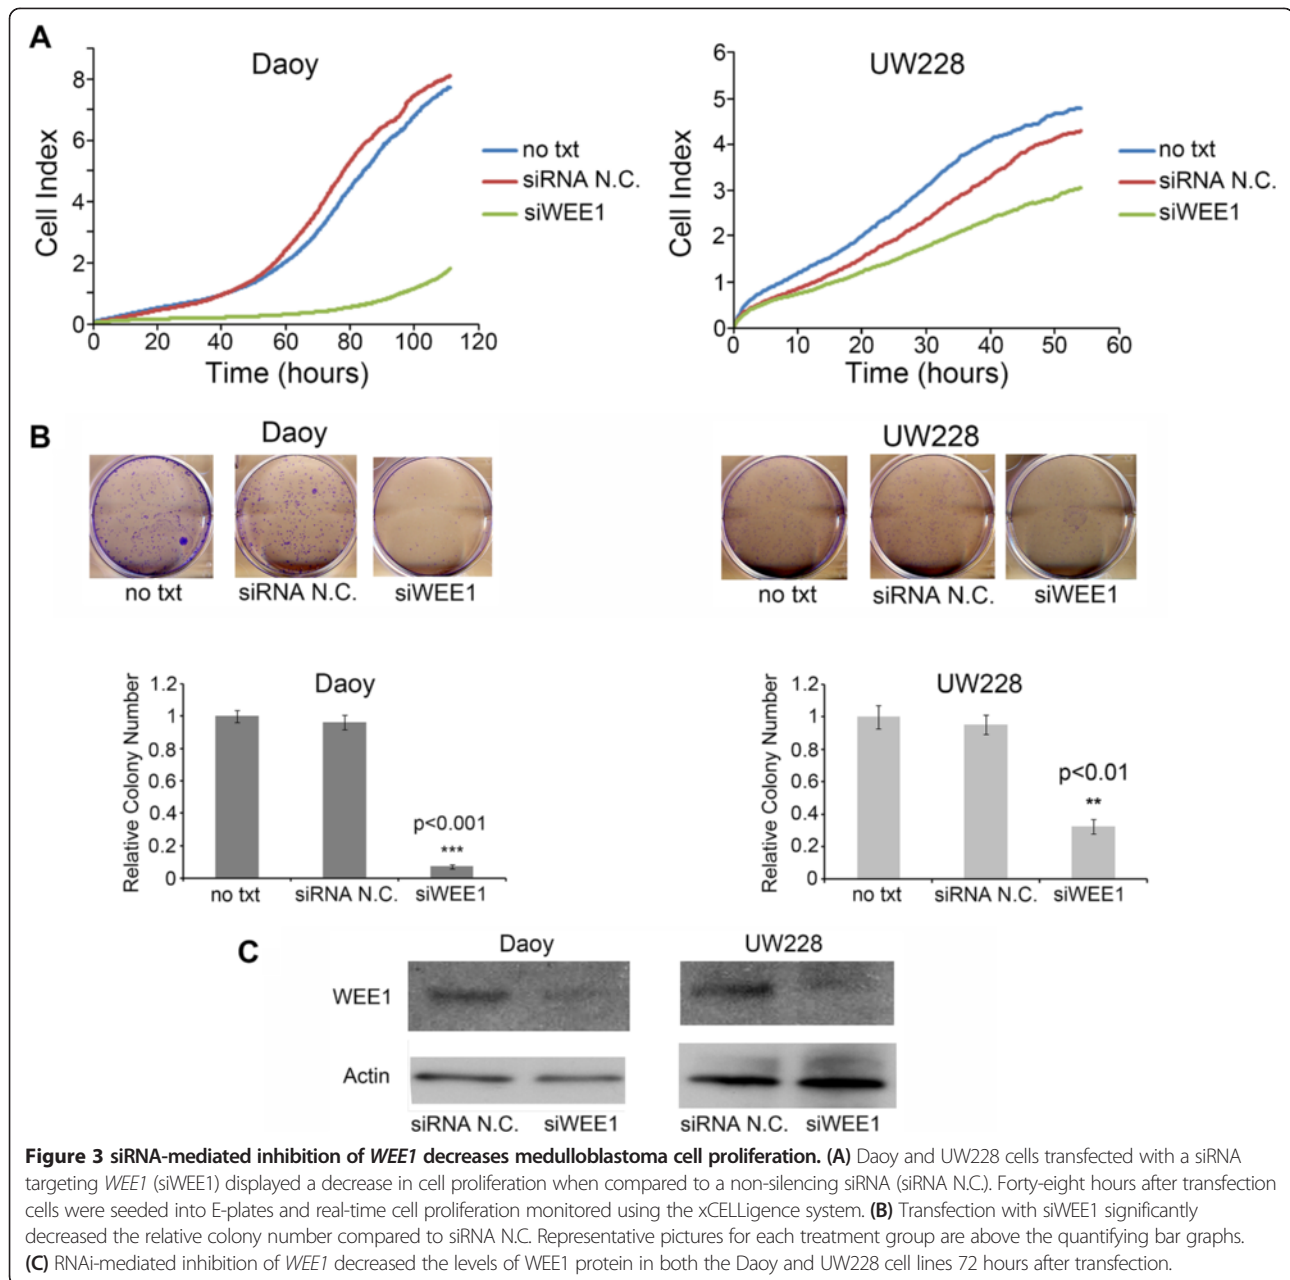 A
Daoy
Cell Index
8
6
4
2
0
0 20 40 60 80 100 120
Time (hours)
no txt
siRNA N.C.
siWEE1
UW228
Cell Index
6
5
4
3
2
1
0
0 10 20 30 40 50 60
Time (hours)
no txt
siRNA N.C.
siWEE1
B
Daoy
no txt siRNA N.C. siWEE1
UW228
no txt siRNA N.C. siWEE1
Daoy
Relative Colony Number
1.2
1
0.8
0.6
0.4
0.2
0
p<0.001
***
no txt siRNA N.C. siWEE1
UW228
Relative Colony Number
1.2
1
0.8
0.6
0.4
0.2
0
p<0.01
**
no txt siRNA N.C. siWEE1
C
Daoy UW228
WEE1
Actin
siRNA N.C. siWEE1 siRNA N.C. siWEE1
Figure 3 siRNA-mediated inhibition of WEE1 decreases medulloblastoma cell proliferation. (A) Daoy and UW228 cells transfected with a siRNA
targeting WEE1 (siWEE1) displayed a decrease in cell proliferation when compared to a non-silencing siRNA (siRNA N.C.). Forty-eight hours after transfection
cells were seeded into E-plates and real-time cell proliferation monitored using the xCELLigence system. (B) Transfection with siWEE1 significantly
decreased the relative colony number compared to siRNA N.C. Representative pictures for each treatment group are above the quantifying bar graphs.
(C) RNAi-mediated inhibition of WEE1 decreased the levels of WEE1 protein in both the Daoy and UW228 cell lines 72 hours after transfection.